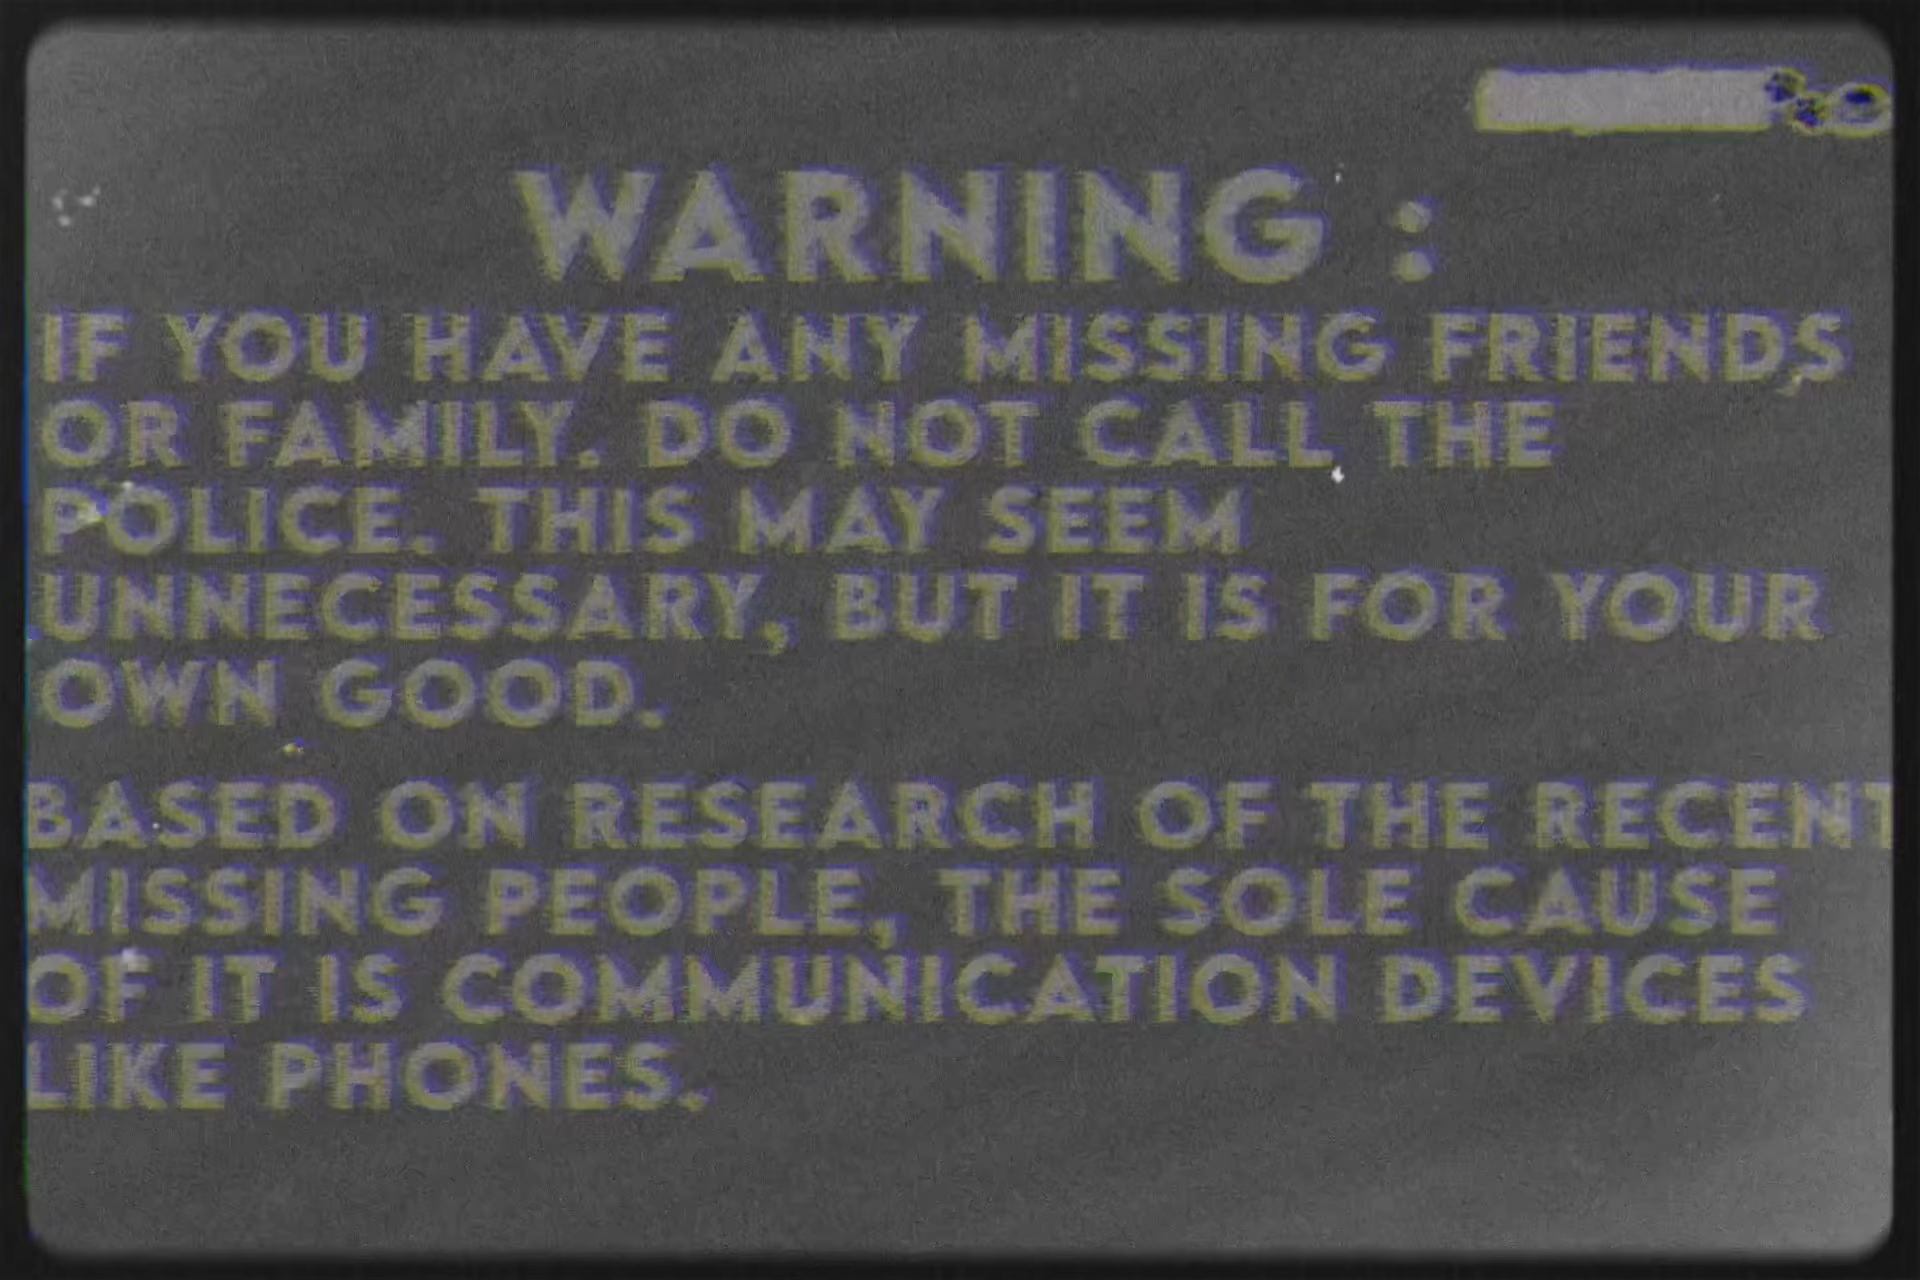 WARNING :
IF YOU HAVE ANY MISSING FRIENDS
OR FAMILY. DO NOT CALL THE
POLICE. THIS MAY SEEM
UNNECESSARY, BUT IT IS FOR YOUR
OWN GOOD.
BASED ON RESEARCH OF THE RECENT
MISSING PEOPLE, THE SOLE CAUSE
OF IT IS COMMUNICATION DEVICES
LIKE PHONES.